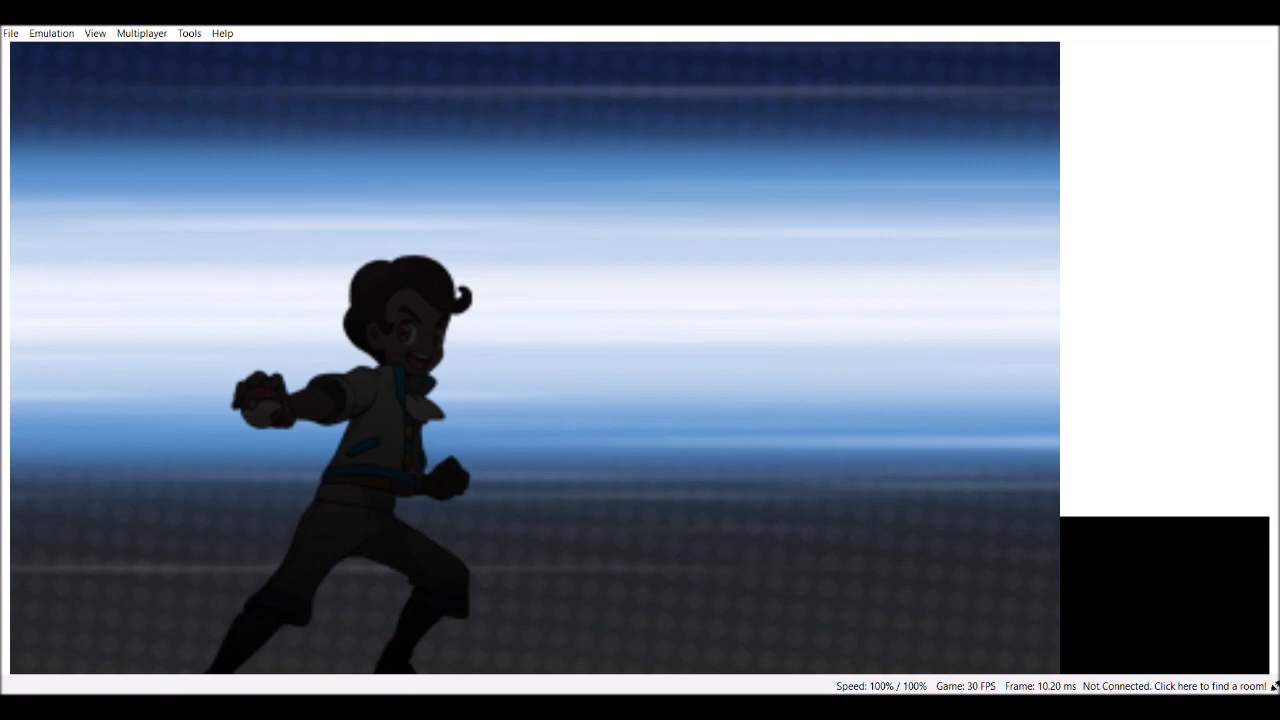 File Emulation View Multiplayer Tools Help
Speed: 100% / 100% Game: 30 FPS Frame: 10.20 ms Not Connected. Click here to find a room!